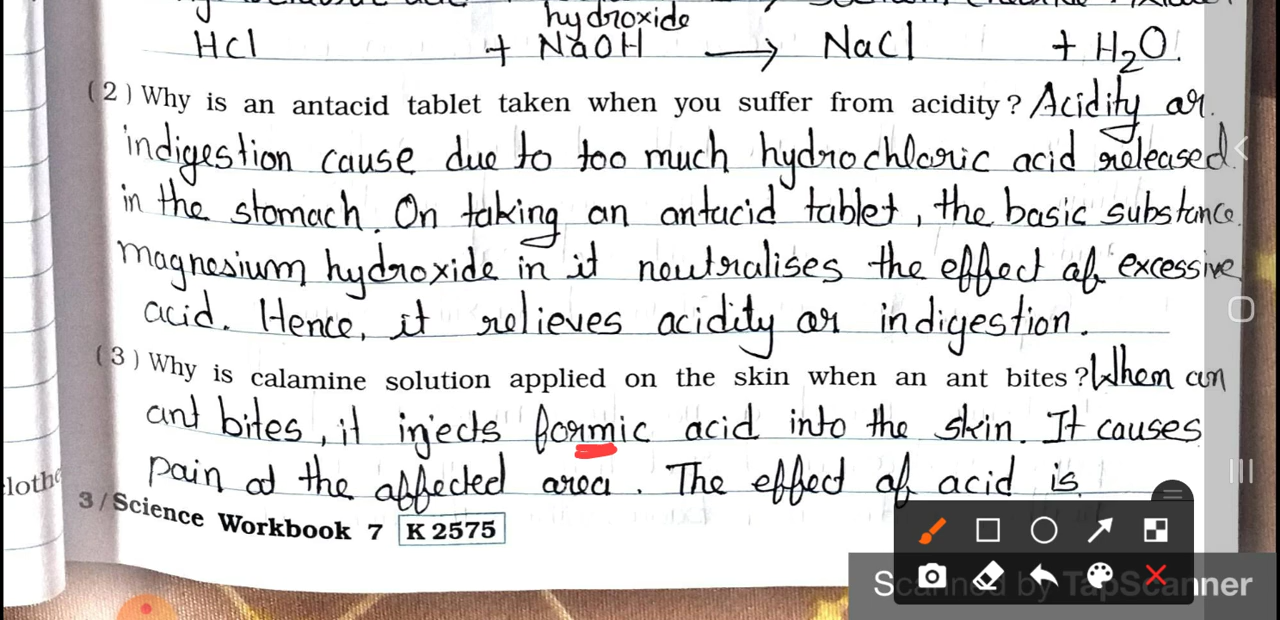 hydroxide
HCl + NaOH → NaCl + H₂O.
(2) Why is an antacid tablet taken when you suffer from acidity? Acidity or
indigestion cause due to too much hydrochloric acid released
in the stomach. On taking an antacid tablet, the basic substance
magnesium hydroxide in it neutralises the effect of excessive
acid. Hence, it relieves acidity or indigestion.
(3) Why is calamine solution applied on the skin when an ant bites? When an
ant bites, it injects formic acid into the skin. It causes
pain at the affected area. The effect of acid is
3/Science Workbook 7 K 2575
by TapScanner